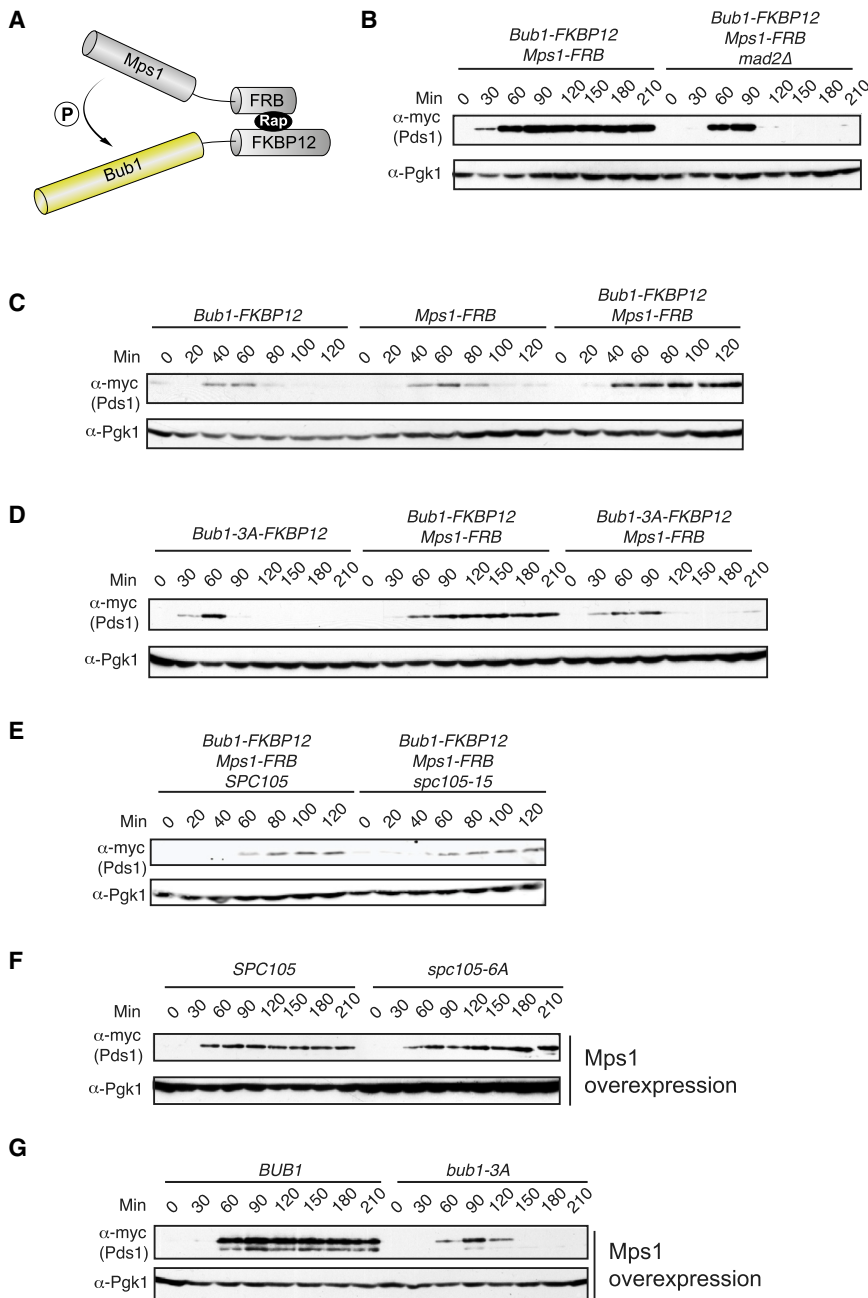 A
Mps1
FRB
Rap
P
FKBP12
Bub1
B
Bub1-FKBP12
Mps1-FRB
Bub1-FKBP12
Mps1-FRB
mad2Δ
Min 0 30 60 90 120 150 180 210 0 30 60 90 120 150 180 210
α-myc
(Pds1)
α-Pgk1
C
Bub1-FKBP12
Mps1-FRB
Bub1-FKBP12
Mps1-FRB
Min 0 20 40 60 80 100 120 0 20 40 60 80 100 120 0 20 40 60 80 100 120
α-myc
(Pds1)
α-Pgk1
D
Bub1-3A-FKBP12
Bub1-FKBP12
Mps1-FRB
Bub1-3A-FKBP12
Mps1-FRB
Min 0 30 60 90 120 150 180 210 0 30 60 90 120 150 180 210 0 30 60 90 120 150 180 210
α-myc
(Pds1)
α-Pgk1
E
Bub1-FKBP12
Mps1-FRB
SPC105
Bub1-FKBP12
Mps1-FRB
spc105-15
Min 0 20 40 60 80 100 120 0 20 40 60 80 100 120
α-myc
(Pds1)
α-Pgk1
F
SPC105
spc105-6A
Min 0 30 60 90 120 150 180 210 0 30 60 90 120 150 180 210
α-myc
(Pds1)
α-Pgk1
Mps1
overexpression
G
BUB1
bub1-3A
Min 0 30 60 90 120 150 180 210 0 30 60 90 120 150 180 210
α-myc
(Pds1)
α-Pgk1
Mps1
overexpression